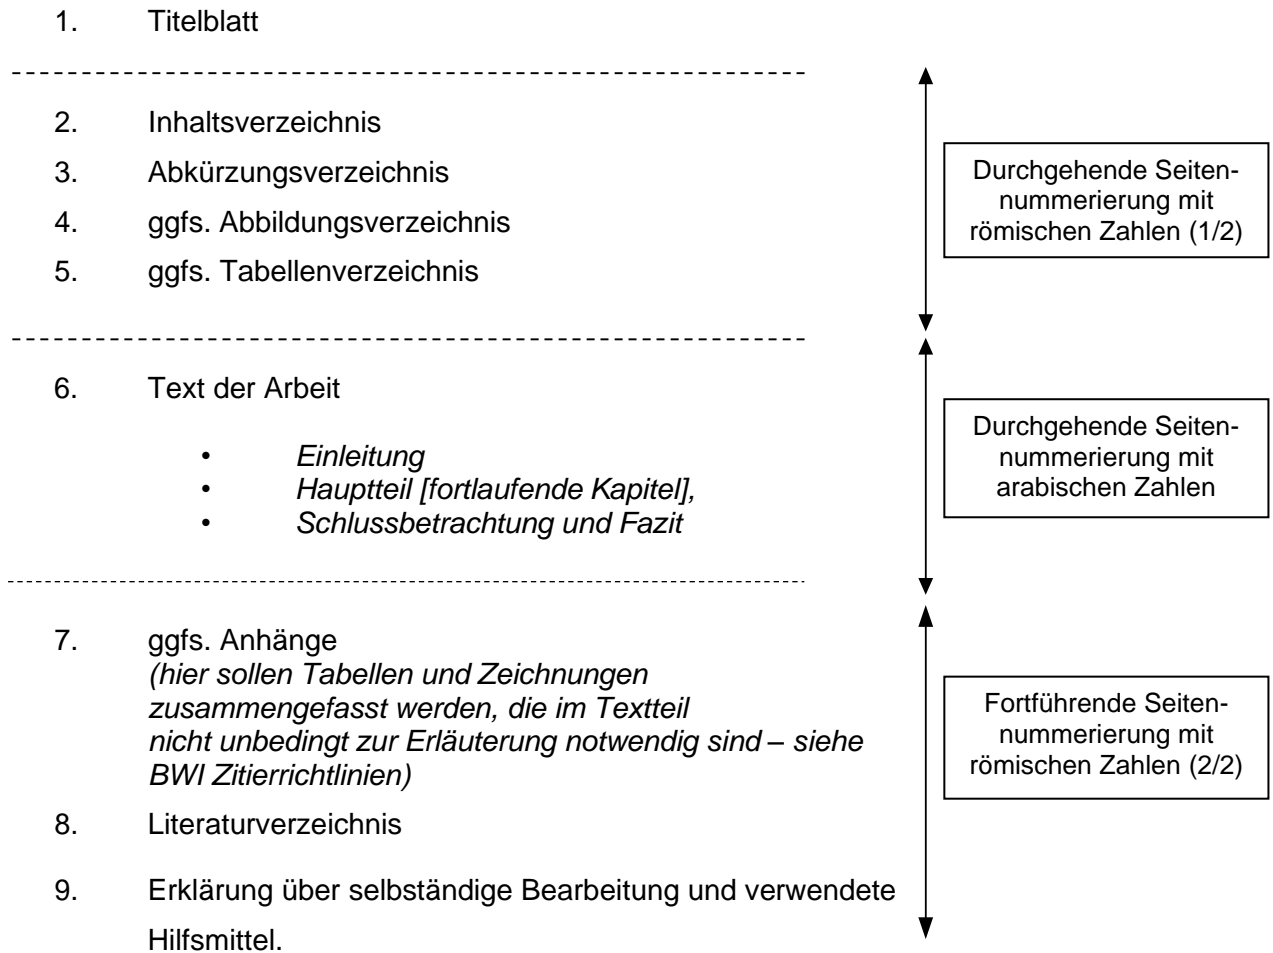 1. Titelblatt
2. Inhaltsverzeichnis
3. Abkürzungsverzeichnis
4. ggfs. Abbildungsverzeichnis
5. ggfs. Tabellenverzeichnis
Durchgehende Seiten-
nummerierung mit
römischen Zahlen (1/2)
6. Text der Arbeit
• Einleitung
• Hauptteil [fortlaufende Kapitel],
• Schlussbetrachtung und Fazit
Durchgehende Seiten-
nummerierung mit
arabischen Zahlen
7. ggfs. Anhänge
(hier sollen Tabellen und Zeichnungen
zusammengefasst werden, die im Textteil
nicht unbedingt zur Erläuterung notwendig sind – siehe
BWI Zitierrichtlinien)
8. Literaturverzeichnis
9. Erklärung über selbständige Bearbeitung und verwendete
Hilfsmittel.
Fortführende Seiten-
nummerierung mit
römischen Zahlen (2/2)